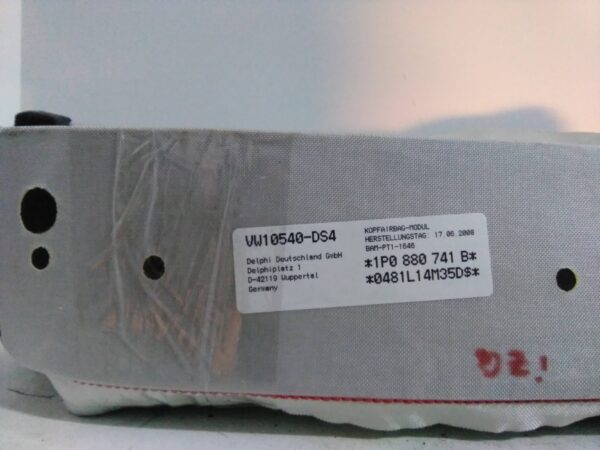 VW10540-DS4
Delphi Deutschland GmbH
Delphiplatz 1
D-42119 Wuppertal
Germany
KOPFAIRBAG-MODUL
HERSTELLUNGSTAG. 17.06.2008
BAM-PT1-1646
*1P0 880 741 B*
*0481L14M35D$*